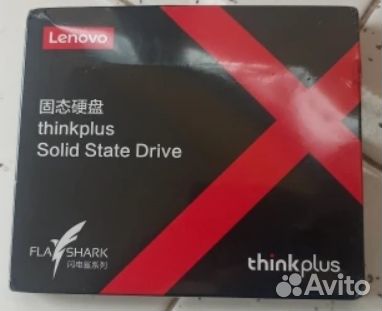 Lenovo
固态硬盘
thinkplus
Solid State Drive
FLASHARK
闪电鲨系列
thinkplus
Avito